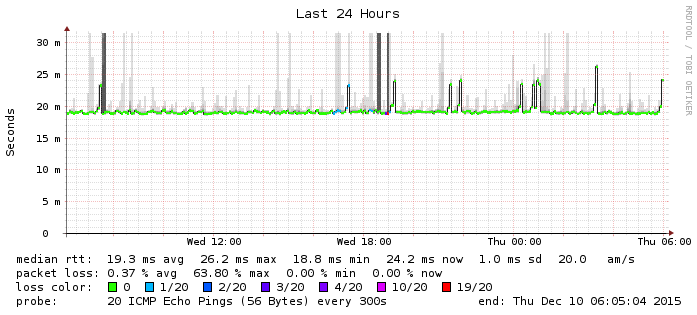 Last 24 Hours
RRDTOOL / TOBI OETIKER
Seconds
30 m
25 m
20 m
15 m
10 m
5 m
0
Wed 12:00 Wed 18:00 Thu 00:00 Thu 06:00
median rtt: 19.3 ms avg 26.2 ms max 18.8 ms min 24.2 ms now 1.0 ms sd 20.0 am/s
packet loss: 0.37 % avg 63.80 % max 0.00 % min 0.00 % now
loss color: 0 1/20 2/20 3/20 4/20 10/20 19/20
probe: 20 ICMP Echo Pings (56 Bytes) every 300s end: Thu Dec 10 06:05:04 2015